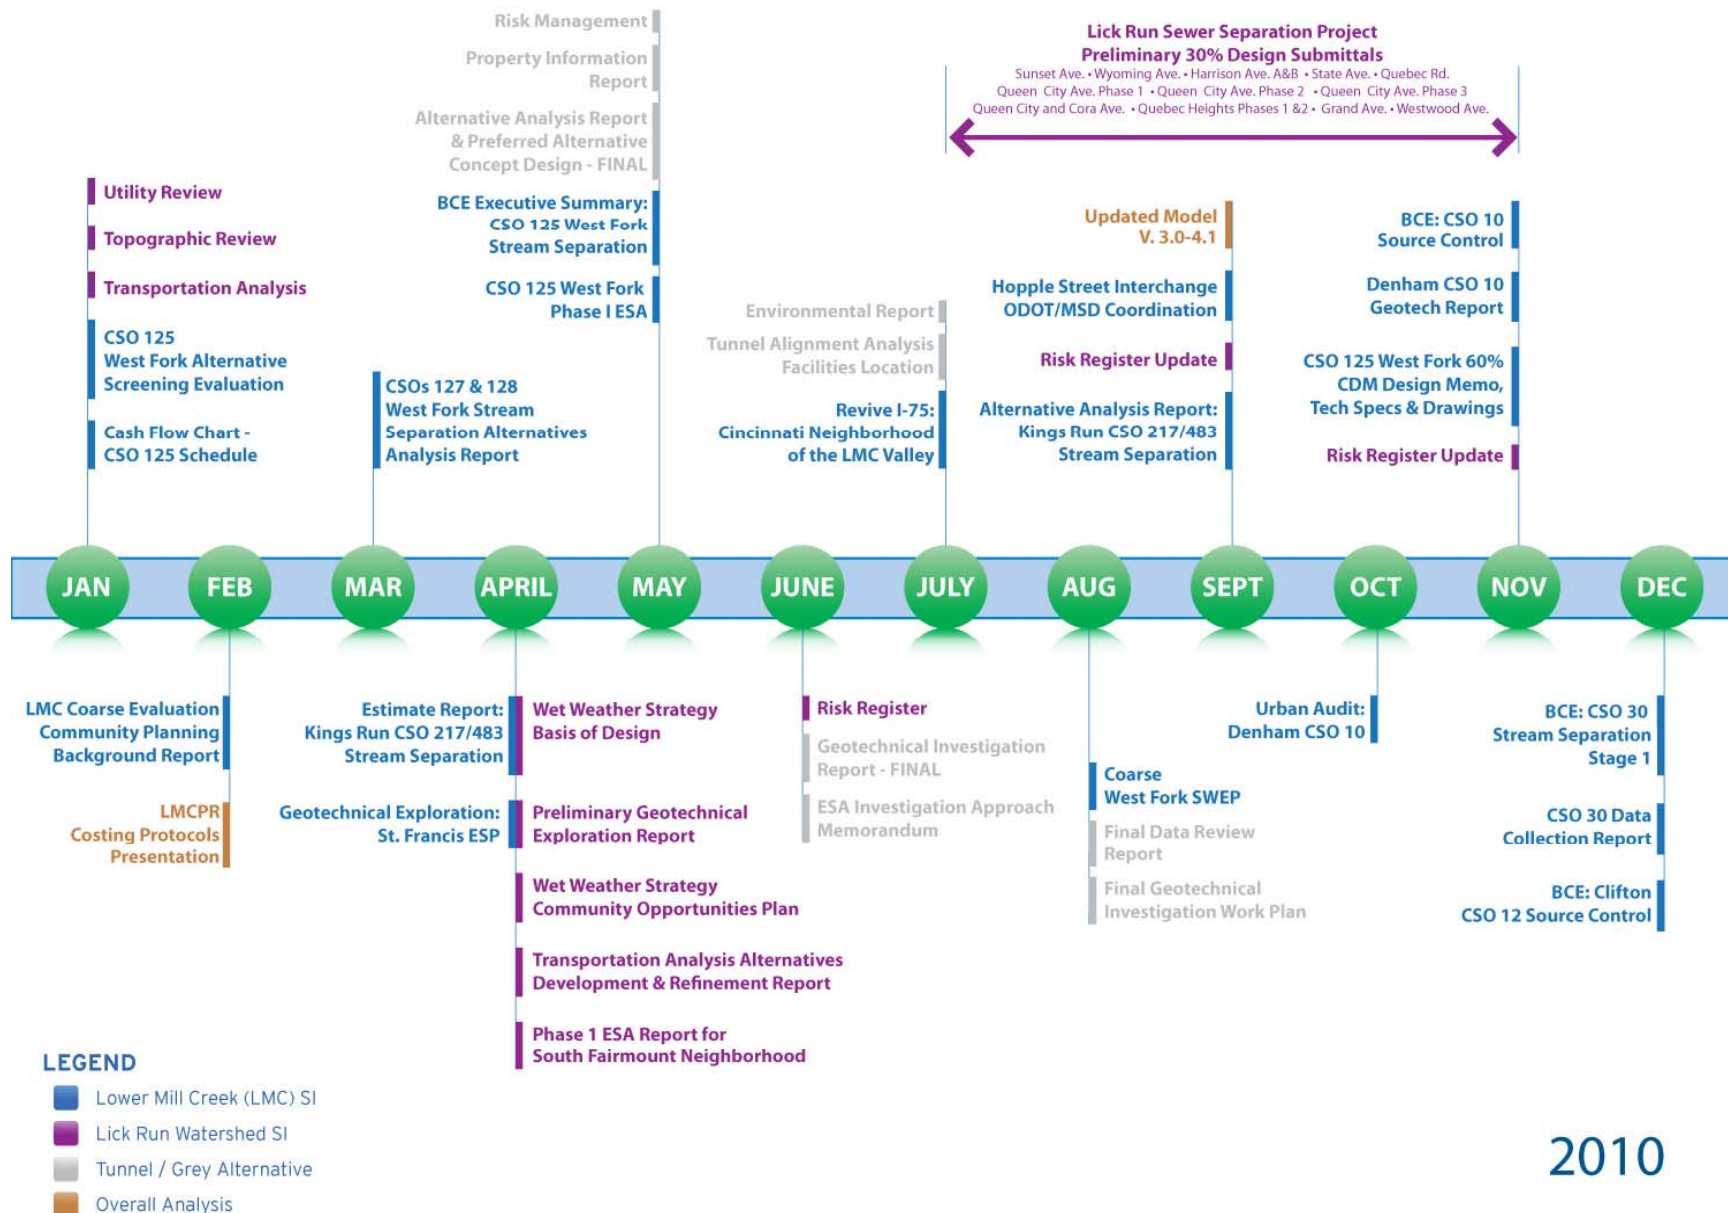 Risk Management
Property Information
Report
Alternative Analysis Report
& Preferred Alternative
Concept Design - FINAL
BCE Executive Summary:
CSO 125 West Fork
Stream Separation
CSO 125 West Fork
Phase I ESA
Lick Run Sewer Separation Project
Preliminary 30% Design Submittals
Sunset Ave. • Wyoming Ave. • Harrison Ave. A&B • State Ave. • Quebec Rd.
Queen City Ave. Phase 1 • Queen City Ave. Phase 2 • Queen City Ave. Phase 3
Queen City and Cora Ave. • Quebec Heights Phases 1 &2 • Grand Ave. • Westwood Ave.
Utility Review
Topographic Review
Transportation Analysis
CSO 125
West Fork Alternative
Screening Evaluation
Cash Flow Chart -
CSO 125 Schedule
CSOs 127 & 128
West Fork Stream
Separation Alternatives
Analysis Report
Environmental Report
Tunnel Alignment Analysis
Facilities Location
Revive I-75:
Cincinnati Neighborhood
of the LMC Valley
Updated Model
V. 3.0-4.1
Hopple Street Interchange
ODOT/MSD Coordination
Risk Register Update
Alternative Analysis Report:
Kings Run CSO 217/483
Stream Separation
BCE: CSO 10
Source Control
Denham CSO 10
Geotech Report
CSO 125 West Fork 60%
CDM Design Memo,
Tech Specs & Drawings
Risk Register Update
JAN FEB MAR APRIL MAY JUNE JULY AUG SEPT OCT NOV DEC
LMC Coarse Evaluation
Community Planning
Background Report
LMCPR
Costing Protocols
Presentation
Estimate Report:
Kings Run CSO 217/483
Stream Separation
Geotechnical Exploration:
St. Francis ESP
Wet Weather Strategy
Basis of Design
Preliminary Geotechnical
Exploration Report
Wet Weather Strategy
Community Opportunities Plan
Transportation Analysis Alternatives
Development & Refinement Report
Phase 1 ESA Report for
South Fairmount Neighborhood
Risk Register
Geotechnical Investigation
Report - FINAL
ESA Investigation Approach
Memorandum
Coarse
West Fork SWEP
Final Data Review
Report
Final Geotechnical
Investigation Work Plan
Urban Audit:
Denham CSO 10
BCE: CSO 30
Stream Separation
Stage 1
CSO 30 Data
Collection Report
BCE: Clifton
CSO 12 Source Control
LEGEND
Lower Mill Creek (LMC) SI
Lick Run Watershed SI
Tunnel / Grey Alternative
Overall Analysis
2010